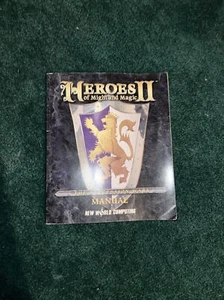 HEROES II
of Might and Magic
MANUAL
NEW WORLD COMPUTING